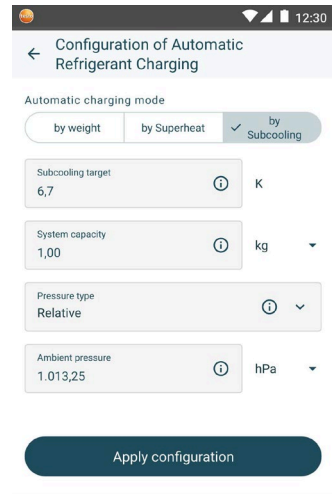 testo
12:30
Configuration of Automatic
Refrigerant Charging
Automatic charging mode
by weight
by Superheat
by
Subcooling
Subcooling target
6,7
K
System capacity
1,00
kg
Pressure type
Relative
Ambient pressure
1.013,25
hPa
Apply configuration